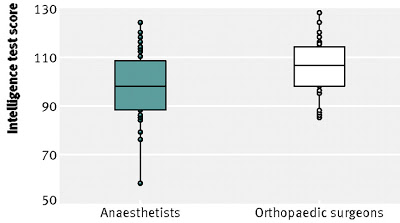 Intelligence test score
130
110
90
70
50
Anaesthetists
Orthopaedic surgeons